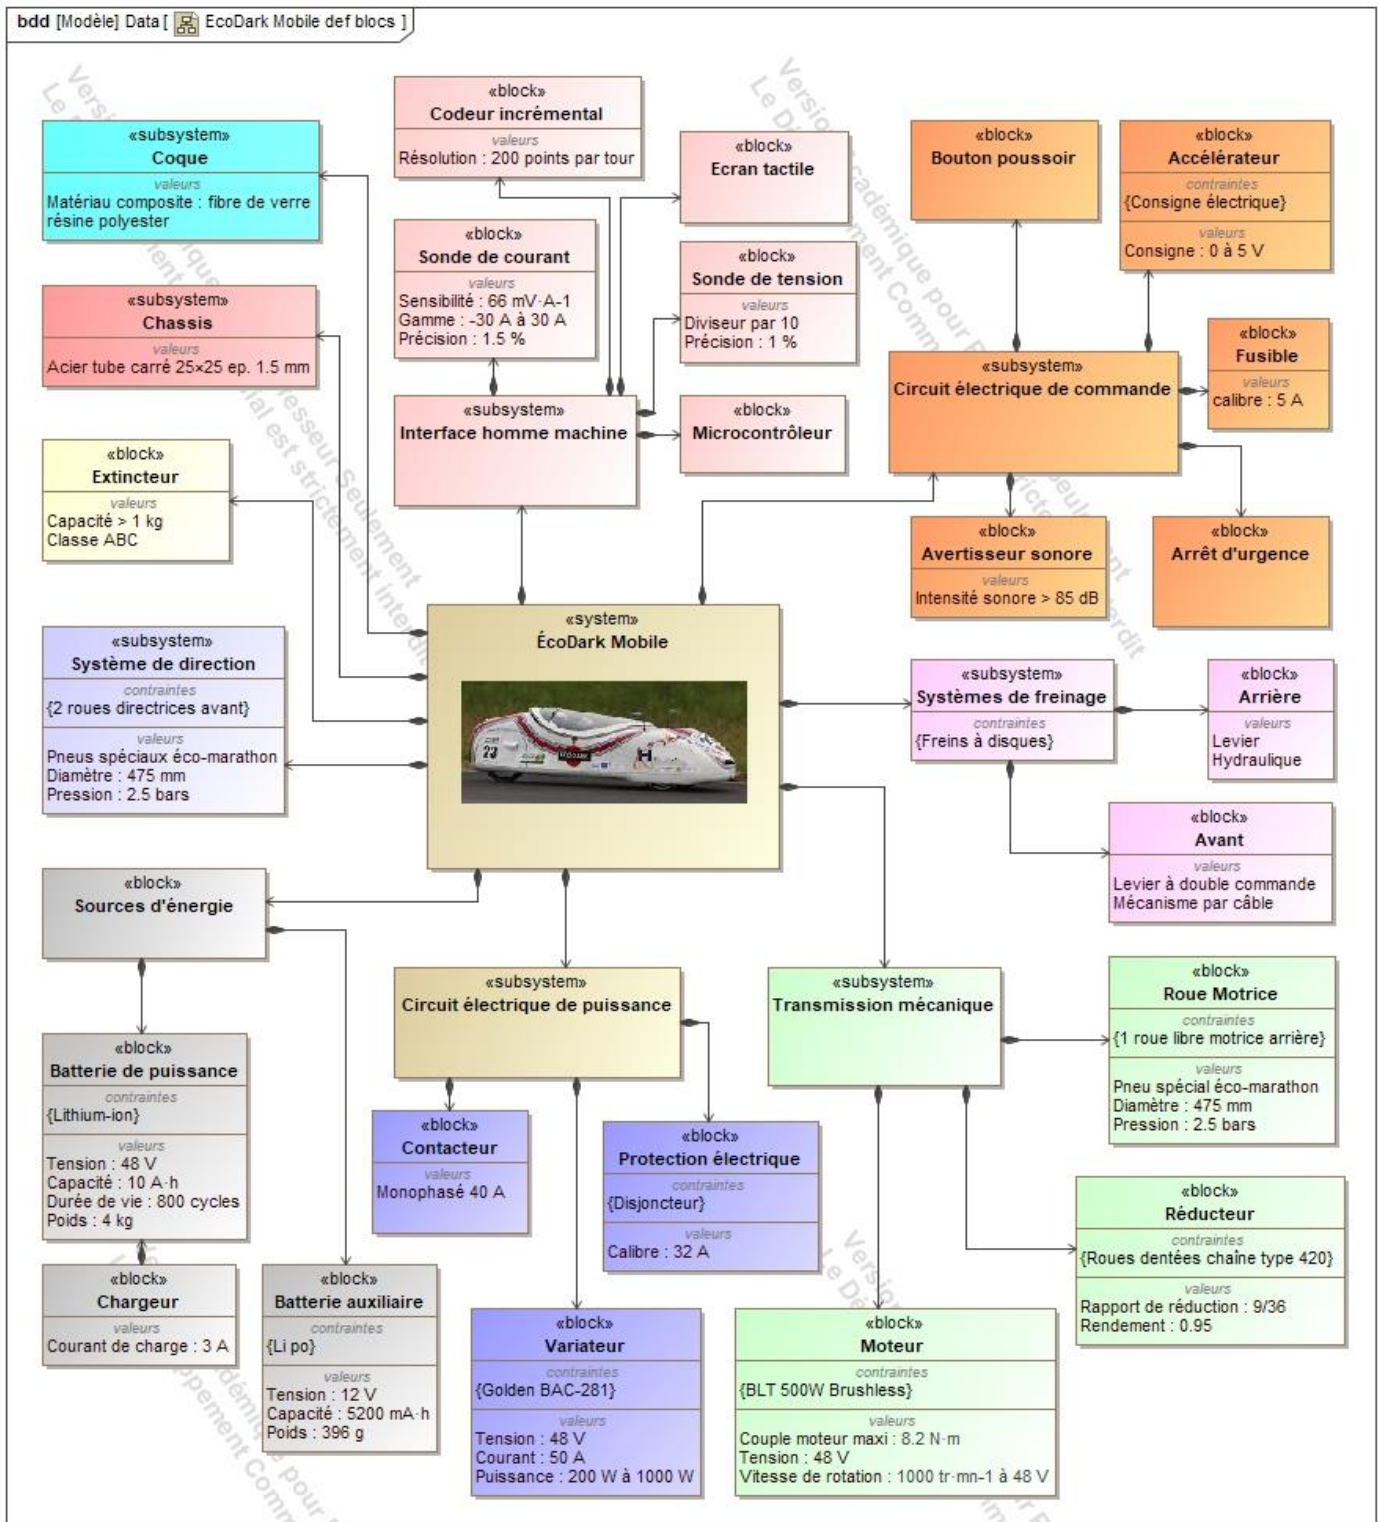 bdd [Modèle] Data [ EcoDark Mobile def blocs ]
«subsystem»
Coque
valeurs
Matériau composite : fibre de verre
résine polyester
«block»
Codeur incrémental
valeurs
Résolution : 200 points par tour
«block»
Ecran tactile
«block»
Bouton poussoir
«block»
Accélérateur
contraintes
{Consigne électrique}
valeurs
Consigne : 0 à 5 V
«subsystem»
Chassis
valeurs
Acier tube carré 25×25 ep. 1.5 mm
«block»
Sonde de courant
valeurs
Sensibilité : 66 mV·A-1
Gamme : -30 A à 30 A
Précision : 1.5 %
«block»
Sonde de tension
valeurs
Diviseur par 10
Précision : 1 %
«block»
Fusible
valeurs
calibre : 5 A
«subsystem»
Circuit électrique de commande
«subsystem»
Interface homme machine
«block»
Microcontrôleur
«block»
Extincteur
valeurs
Capacité > 1 kg
Classe ABC
«block»
Avertisseur sonore
valeurs
Intensité sonore > 85 dB
«block»
Arrêt d'urgence
«system»
ÉcoDark Mobile
23
«subsystem»
Système de direction
contraintes
{2 roues directrices avant}
valeurs
Pneus spéciaux éco-marathon
Diamètre : 475 mm
Pression : 2.5 bars
«subsystem»
Systèmes de freinage
contraintes
{Freins à disques}
«block»
Arrière
valeurs
Levier
Hydraulique
«block»
Avant
valeurs
Levier à double commande
Mécanisme par câble
«block»
Sources d'énergie
«subsystem»
Circuit électrique de puissance
«subsystem»
Transmission mécanique
«block»
Roue Motrice
contraintes
{1 roue libre motrice arrière}
valeurs
Pneu spécial éco-marathon
Diamètre : 475 mm
Pression : 2.5 bars
«block»
Batterie de puissance
contraintes
{Lithium-ion}
valeurs
Tension : 48 V
Capacité : 10 A·h
Durée de vie : 800 cycles
Poids : 4 kg
«block»
Contacteur
valeurs
Monophasé 40 A
«block»
Protection électrique
contraintes
{Disjoncteur}
valeurs
Calibre : 32 A
«block»
Réducteur
contraintes
{Roues dentées chaîne type 420}
valeurs
Rapport de réduction : 9/36
Rendement : 0.95
«block»
Chargeur
valeurs
Courant de charge : 3 A
«block»
Batterie auxiliaire
contraintes
{Li po}
valeurs
Tension : 12 V
Capacité : 5200 mA·h
Poids : 396 g
«block»
Variateur
contraintes
{Golden BAC-281}
valeurs
Tension : 48 V
Courant : 50 A
Puissance : 200 W à 1000 W
«block»
Moteur
contraintes
{BLT 500W Brushless}
valeurs
Couple moteur maxi : 8.2 N·m
Tension : 48 V
Vitesse de rotation : 1000 tr·mn-1 à 48 V